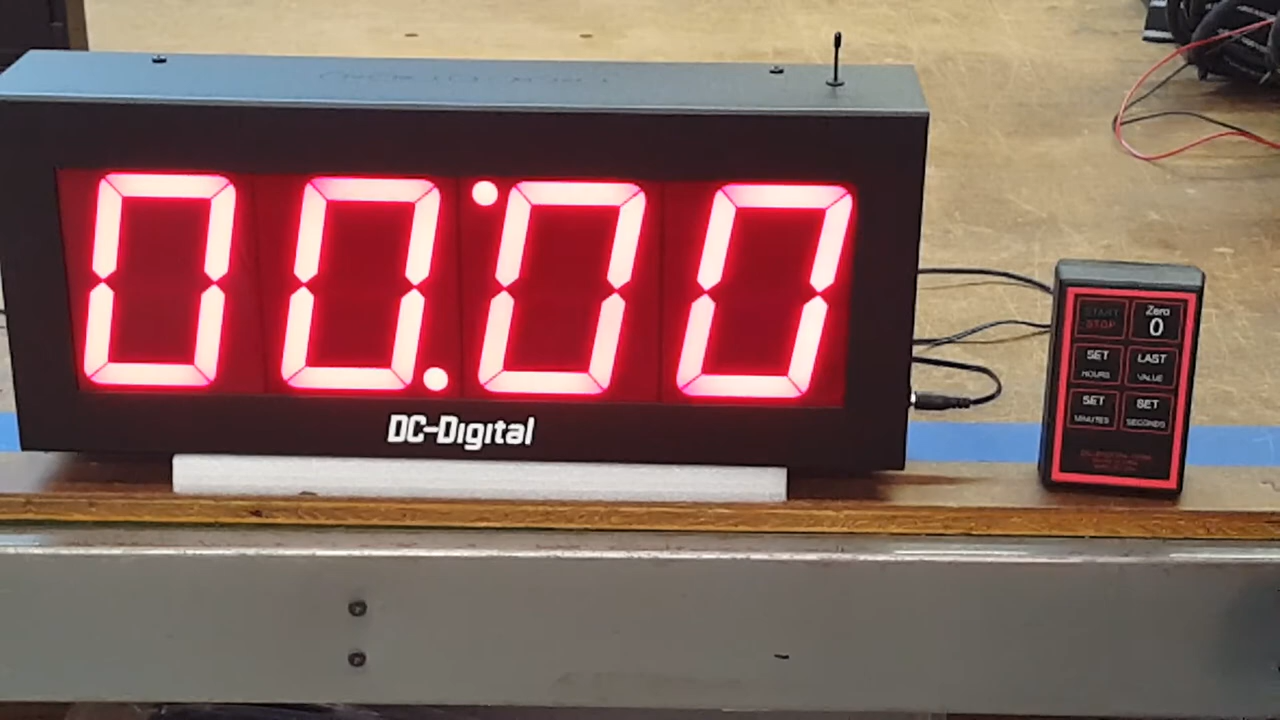 00:00
DC-Digital
START
STOP
Zero
0
SET
HOURS
LAST
VALUE
SET
MINUTES
SET
SECONDS